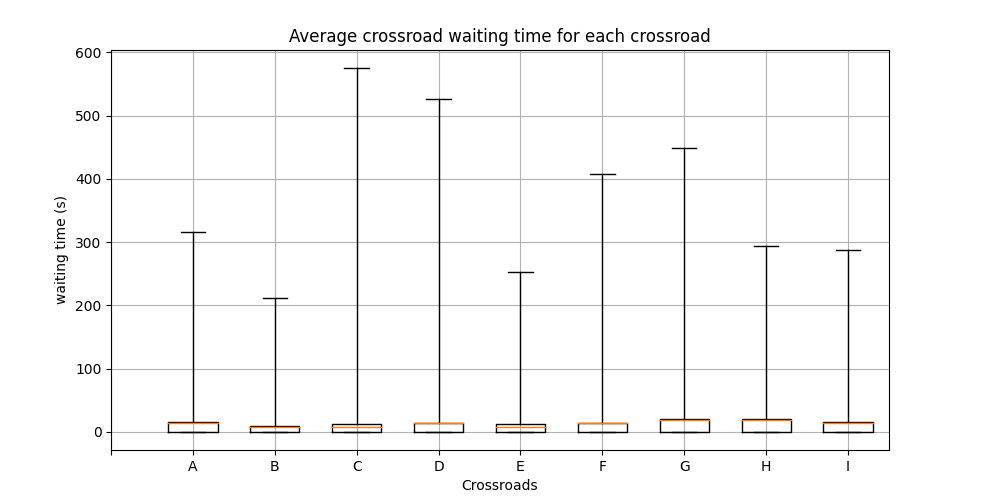 Average crossroad waiting time for each crossroad
600
500
400
300
200
100
0
waiting time (s)
A B C D E F G H I
Crossroads